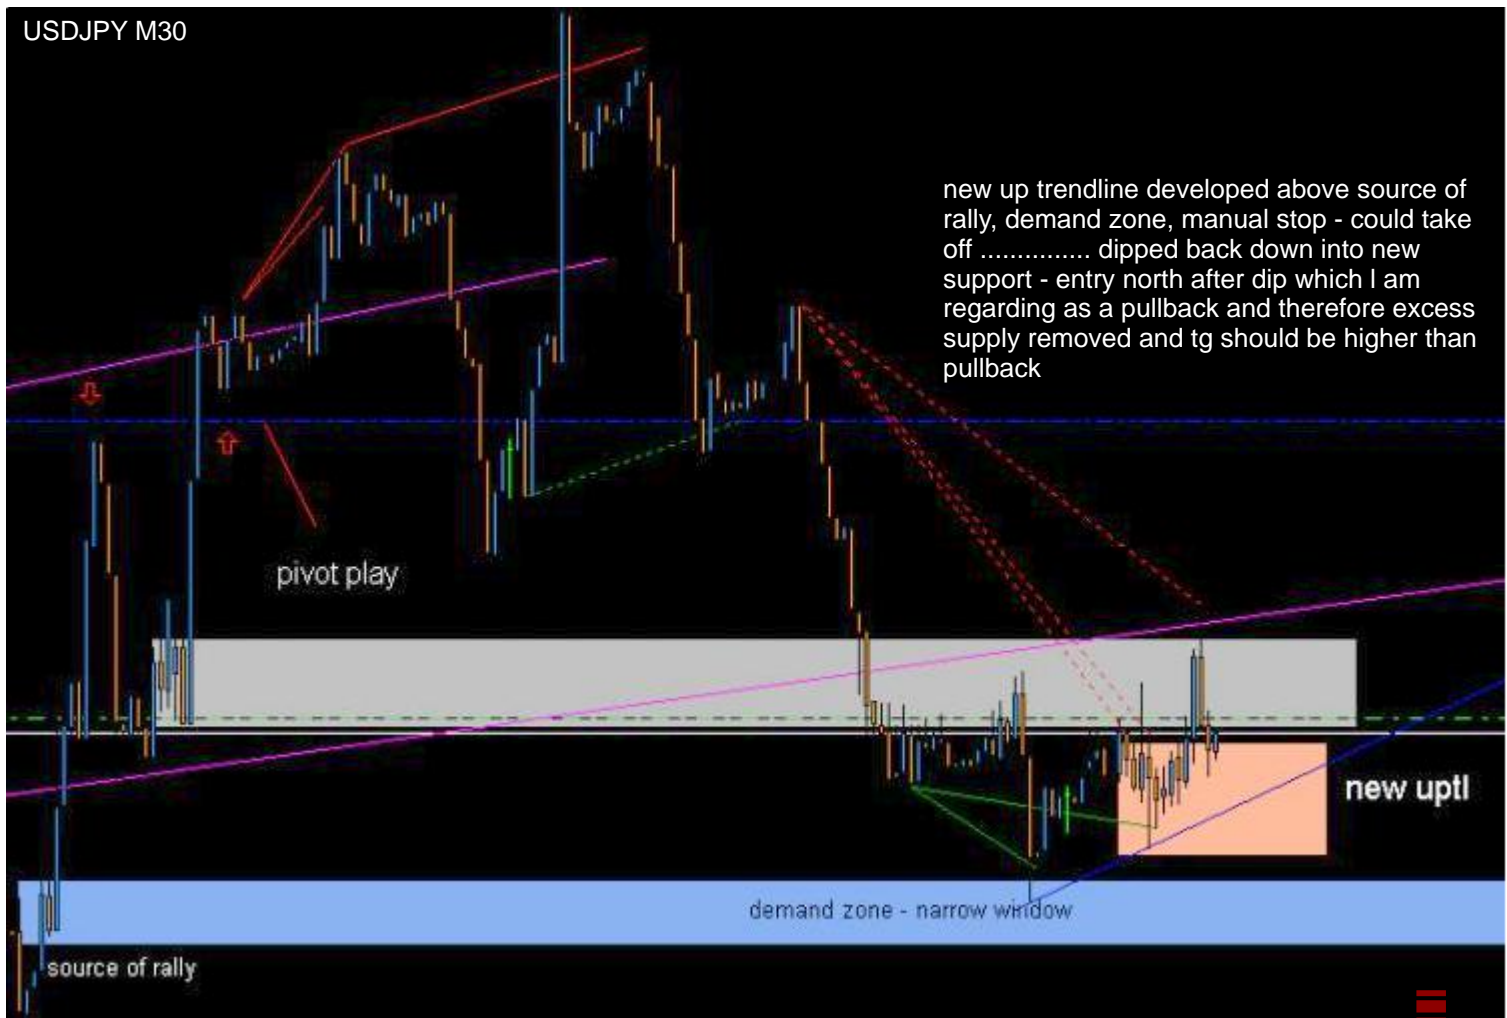 USDJPY M30
new up trendline developed above source of
rally, demand zone, manual stop - could take
off ............... dipped back down into new
support - entry north after dip which I am
regarding as a pullback and therefore excess
supply removed and tg should be higher than
pullback
pivot play
new uptl
demand zone - narrow window
source of rally